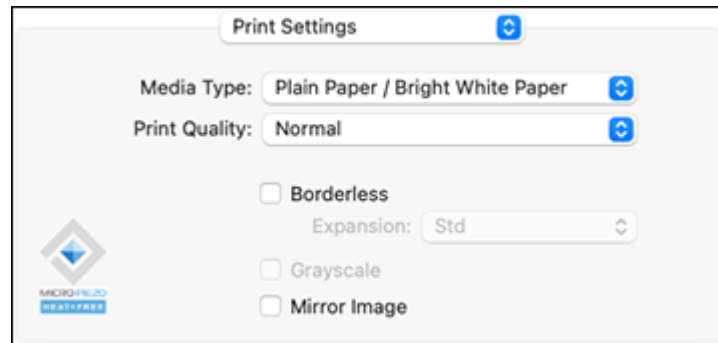 Print Settings
Media Type: Plain Paper / Bright White Paper
Print Quality: Normal
Borderless
Expansion: Std
Grayscale
Mirror Image
MICRO PIEZO
HEAT-FREE